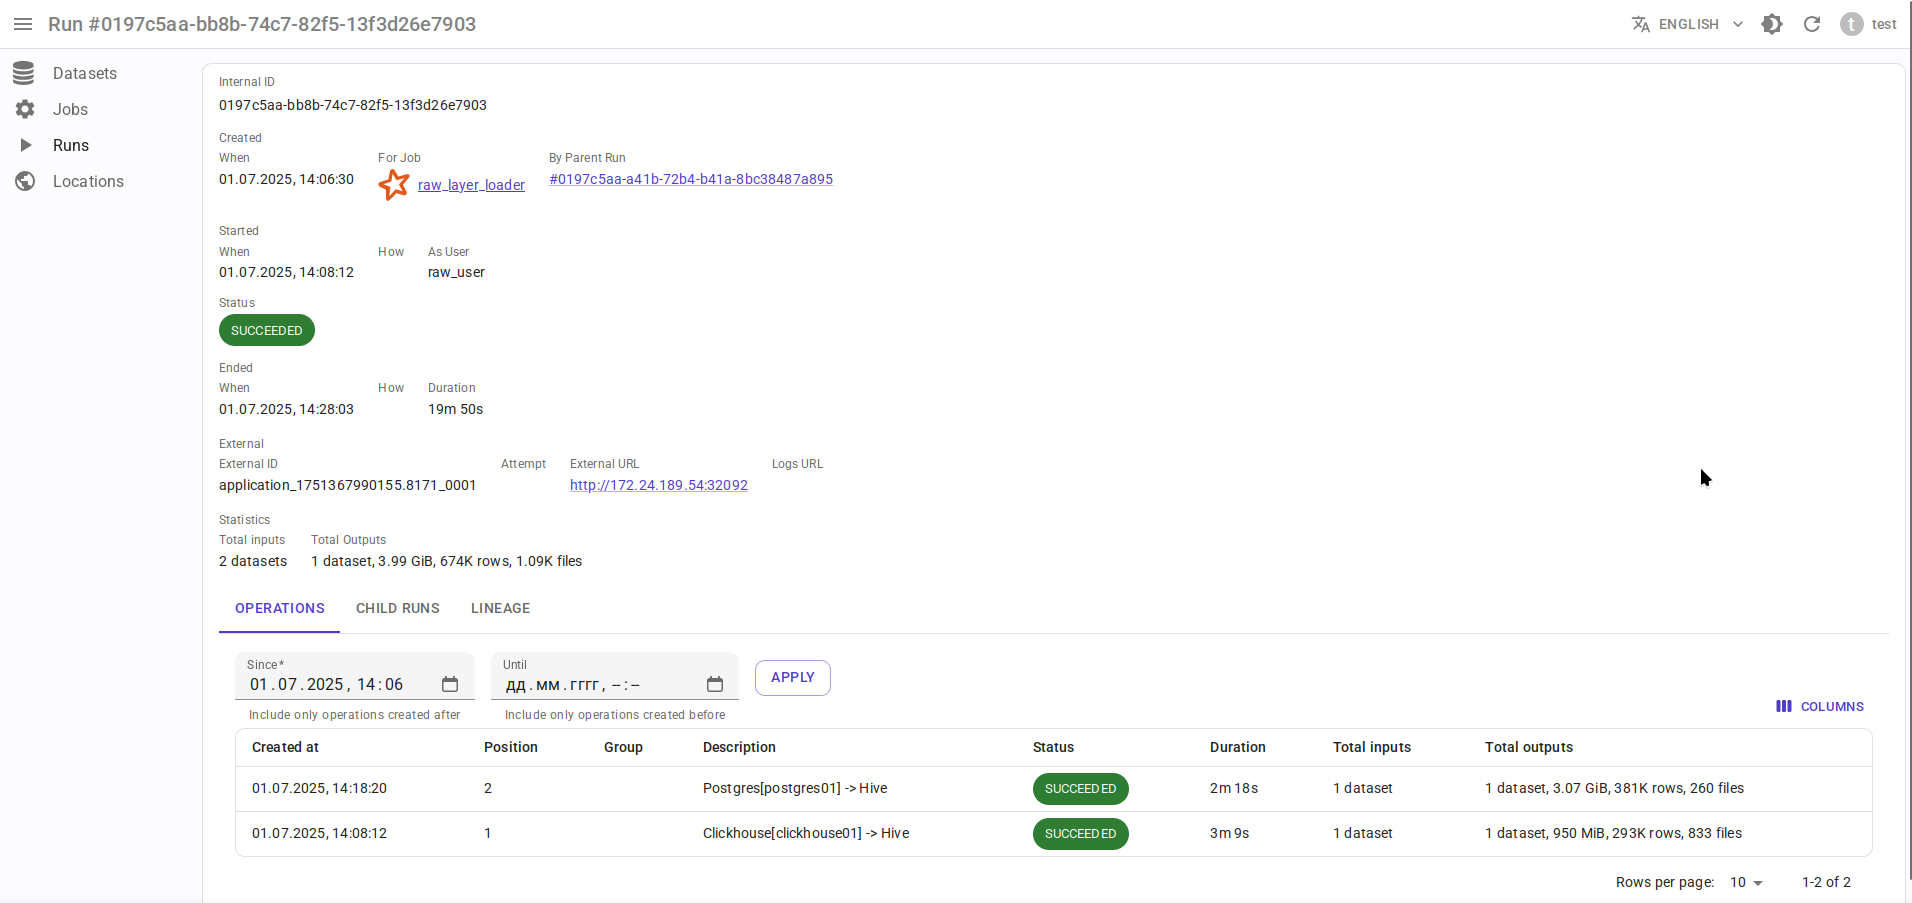 Run #0197c5aa-bb8b-74c7-82f5-13f3d26e7903
ENGLISH
t test
Datasets
Jobs
Runs
Locations
Internal ID
0197c5aa-bb8b-74c7-82f5-13f3d26e7903
Created
When For Job By Parent Run
01.07.2025, 14:06:30 raw_layer_loader #0197c5aa-a41b-72b4-b41a-8bc38487a895
Started
When How As User
01.07.2025, 14:08:12 raw_user
Status
SUCCEEDED
Ended
When How Duration
01.07.2025, 14:28:03 19m 50s
External
External ID Attempt External URL Logs URL
application_1751367990155.8171_0001 http://172.24.189.54:32092
Statistics
Total inputs Total Outputs
2 datasets 1 dataset, 3.99 GiB, 674K rows, 1.09K files
OPERATIONS CHILD RUNS LINEAGE
Since* Until
01.07.2025, 14:06 дд.мм.гггг, --:-- APPLY
Include only operations created after Include only operations created before
COLUMNS
Created at Position Group Description Status Duration Total inputs Total outputs
01.07.2025, 14:18:20 2 Postgres[postgres01] -> Hive SUCCEEDED 2m 18s 1 dataset 1 dataset, 3.07 GiB, 381K rows, 260 files
01.07.2025, 14:08:12 1 Clickhouse[clickhouse01] -> Hive SUCCEEDED 3m 9s 1 dataset 1 dataset, 950 MiB, 293K rows, 833 files
Rows per page: 10 1-2 of 2